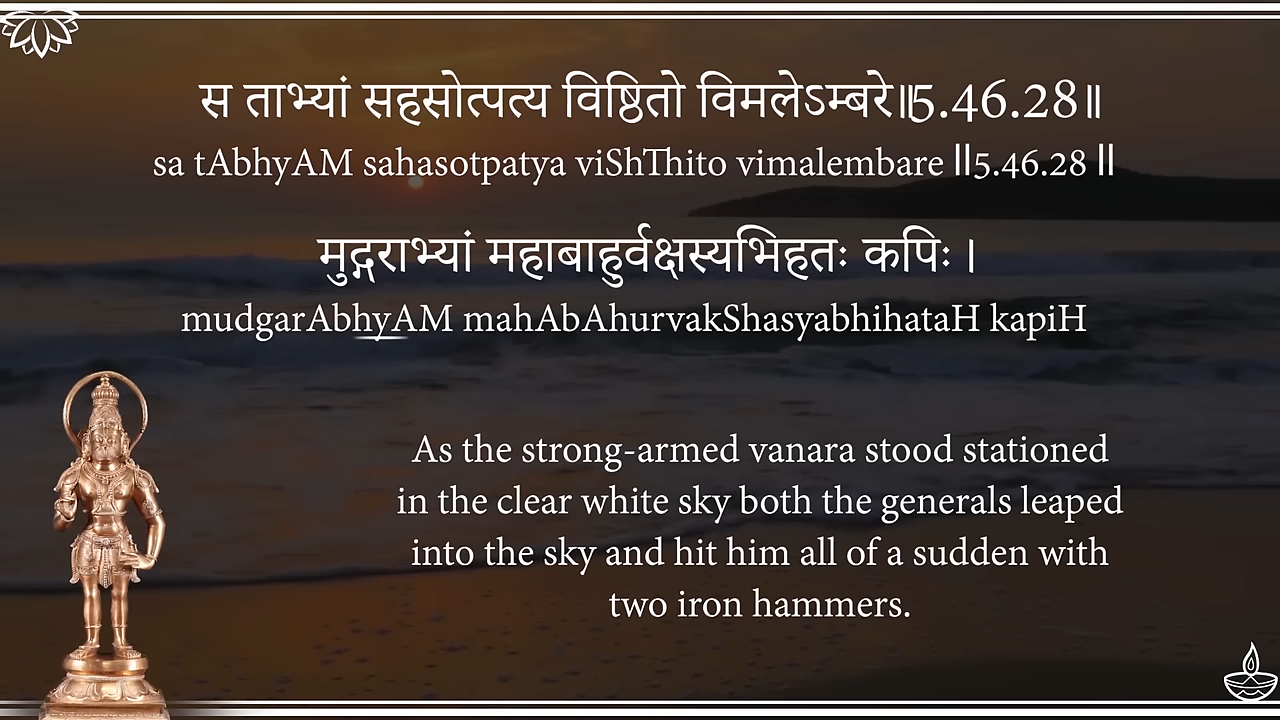 स ताभ्यां सहसोत्पत्य विष्ठितो विमलेऽम्बरे॥5.46.28॥
sa tAbhyAM sahasotpatya viShThito vimalembare ||5.46.28 ||
मुद्गराभ्यां महाबाहुर्वक्षस्यभिहतः कपिः ।
mudgarAbhyAM mahAbAhurvakShasyabhihataH kapiH
As the strong-armed vanara stood stationed
in the clear white sky both the generals leaped
into the sky and hit him all of a sudden with
two iron hammers.